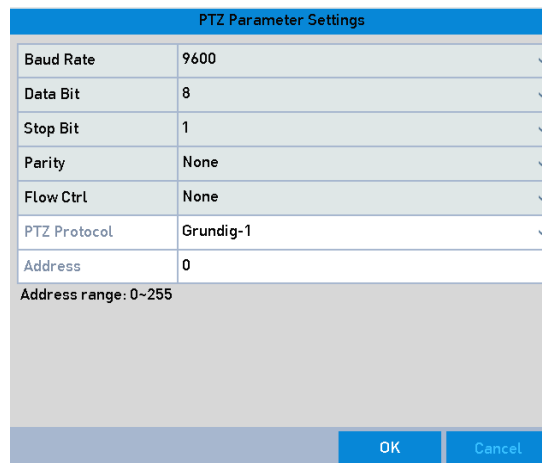 PTZ Parameter Settings
Baud Rate 9600
Data Bit 8
Stop Bit 1
Parity None
Flow Ctrl None
PTZ Protocol Grundig-1
Address 0
Address range: 0~255
OK Cancel